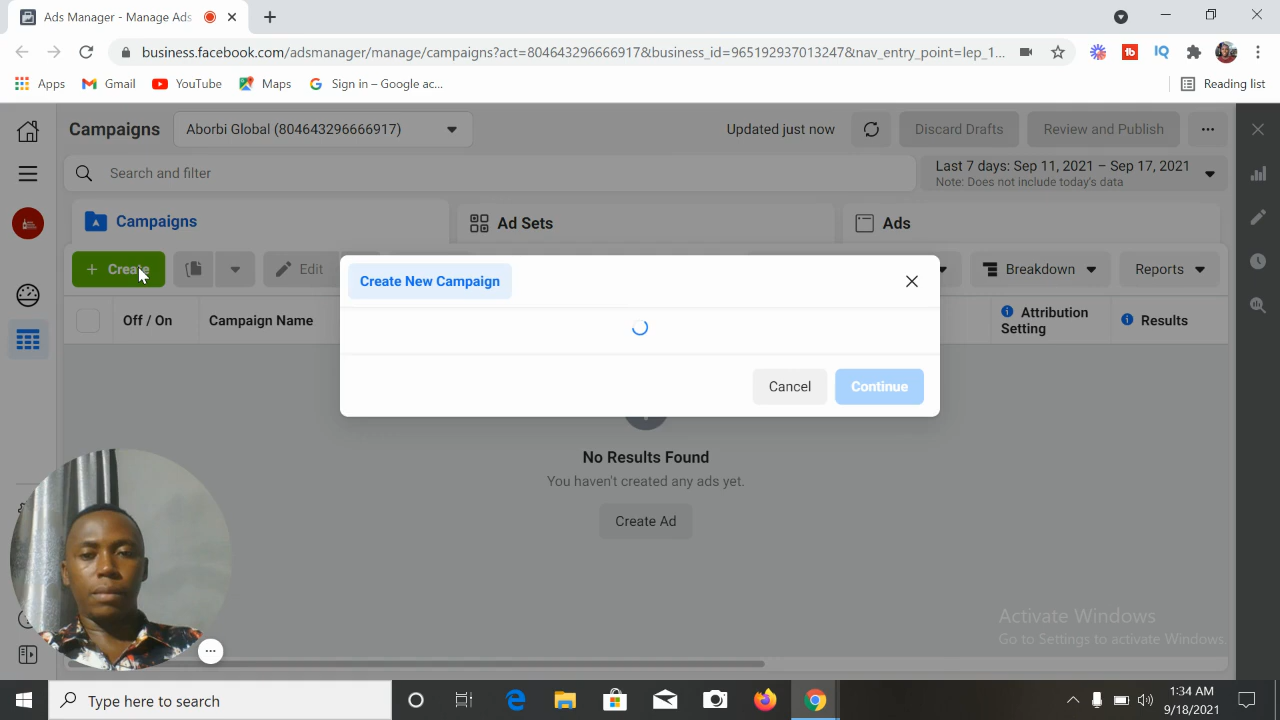 Ads Manager - Manage Ads
business.facebook.com/adsmanager/manage/campaigns?act=804643296666917&business_id=965192937013247&nav_entry_point=lep_1...
Apps
Gmail
YouTube
Maps
Sign in – Google ac...
Reading list
Campaigns
Aborbi Global (804643296666917)
Updated just now
Discard Drafts
Review and Publish
Search and filter
Last 7 days: Sep 11, 2021 – Sep 17, 2021
Note: Does not include today's data
Campaigns
Ad Sets
Ads
+ Create
Edit
Breakdown
Reports
Create New Campaign
Off / On
Campaign Name
Attribution
Setting
Results
Cancel
Continue
No Results Found
You haven't created any ads yet.
Create Ad
Activate Windows
Go to Settings to activate Windows.
Type here to search
1:34 AM
9/18/2021